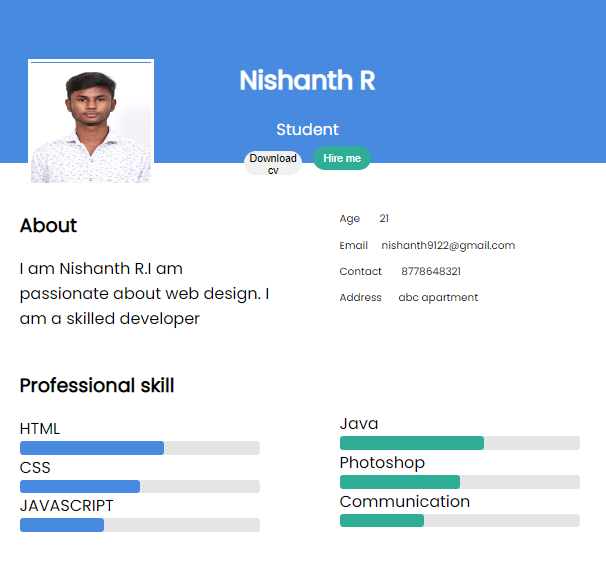 Nishanth R
Student
Download
cv
Hire me
About
I am Nishanth R.I am
passionate about web design. I
am a skilled developer
Age 21
Email nishanth9122@gmail.com
Contact 8778648321
Address abc apartment
Professional skill
HTML
CSS
JAVASCRIPT
Java
Photoshop
Communication